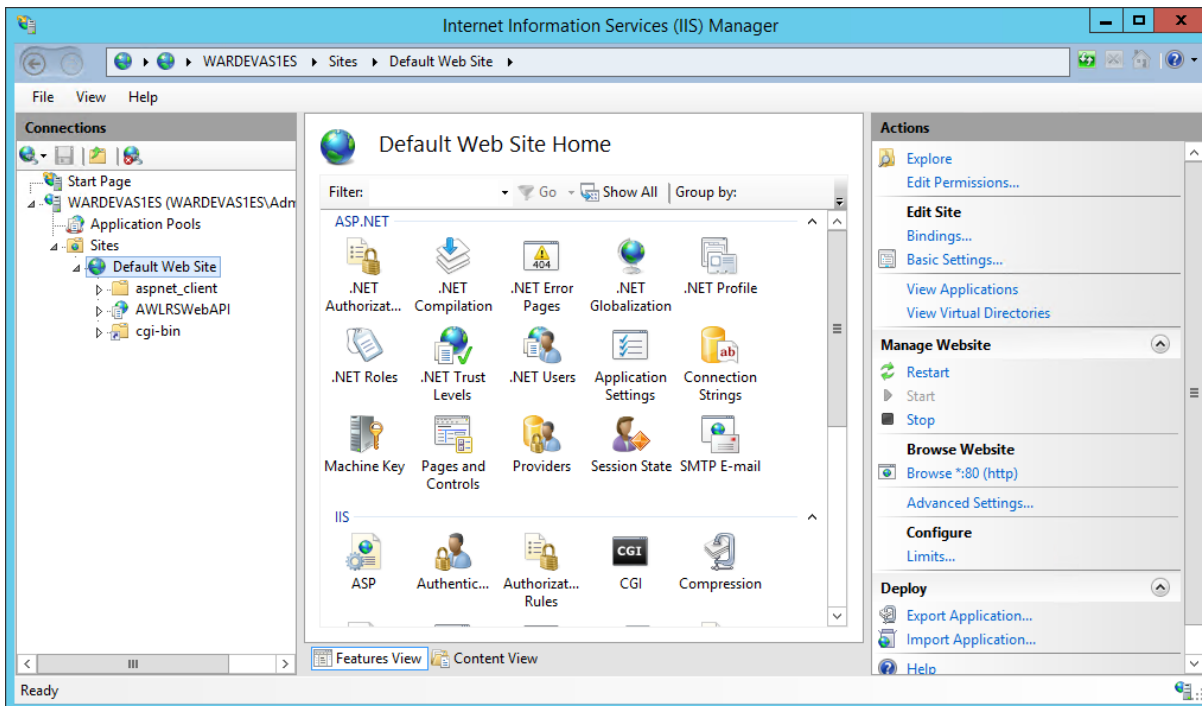 Internet Information Services (IIS) Manager
WARDEVAS1ES Sites Default Web Site
File View Help
Connections
Start Page
WARDEVAS1ES (WARDEVAS1ES\Adm
Application Pools
Sites
Default Web Site
aspnet_client
AWLRSWebAPI
cgi-bin
Default Web Site Home
Filter: Go Show All Group by:
ASP.NET
.NET Authorizat...
.NET Compilation
.NET Error Pages
404
.NET Globalization
.NET Profile
.NET Roles
.NET Trust Levels
.NET Users
Application Settings
ab
Connection Strings
Machine Key
Pages and Controls
Providers
Session State
SMTP E-mail
IIS
ASP
Authentic...
Authorizat... Rules
CGI
CGI
Compression
Features View Content View
Actions
Explore
Edit Permissions...
Edit Site
Bindings...
Basic Settings...
View Applications
View Virtual Directories
Manage Website
Restart
Start
Stop
Browse Website
Browse *:80 (http)
Advanced Settings...
Configure
Limits...
Deploy
Export Application...
Import Application...
Help
Ready